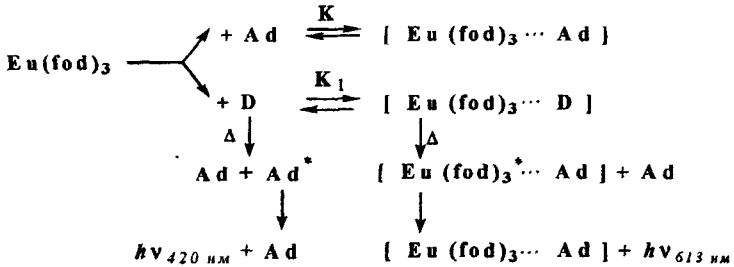 K
+ Ad ⇌ [ Eu (fod)₃ ··· Ad ]
Eu(fod)₃
K₁
+ D ⇌ [ Eu (fod)₃ ··· D ]
Δ Δ
Ad + Ad* [ Eu (fod)₃*··· Ad ] + Ad
hν₄₂₀ нм + Ad [ Eu (fod)₃··· Ad ] + hν₆₁₃ нм